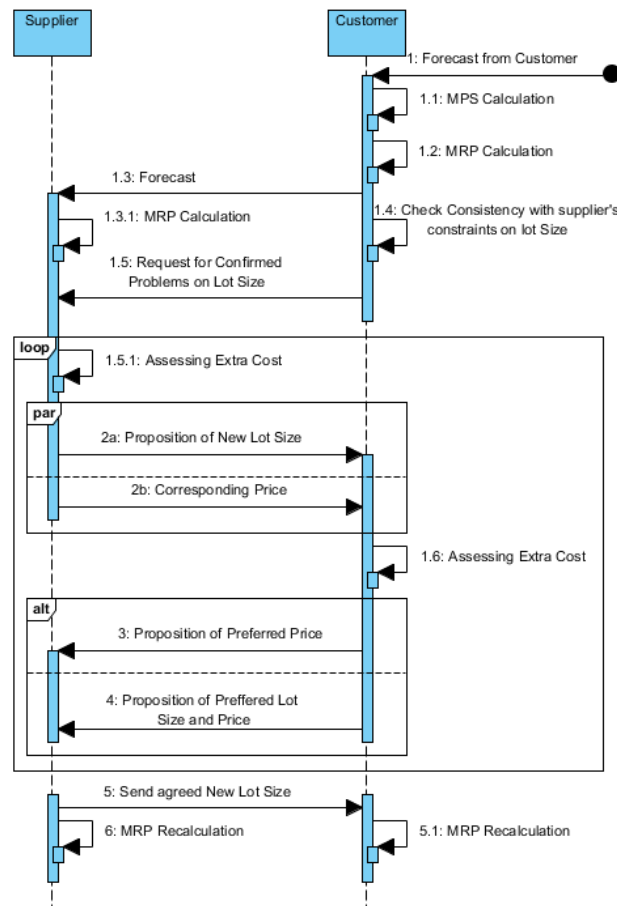 Supplier
Customer
1: Forecast from Customer
1.1: MPS Calculation
1.2: MRP Calculation
1.3: Forecast
1.3.1: MRP Calculation
1.4: Check Consistency with supplier's
constraints on lot Size
1.5: Request for Confirmed
Problems on Lot Size
loop
1.5.1: Assessing Extra Cost
par
2a: Proposition of New Lot Size
2b: Corresponding Price
1.6: Assessing Extra Cost
alt
3: Proposition of Preferred Price
4: Proposition of Preffered Lot
Size and Price
5: Send agreed New Lot Size
6: MRP Recalculation
5.1: MRP Recalculation